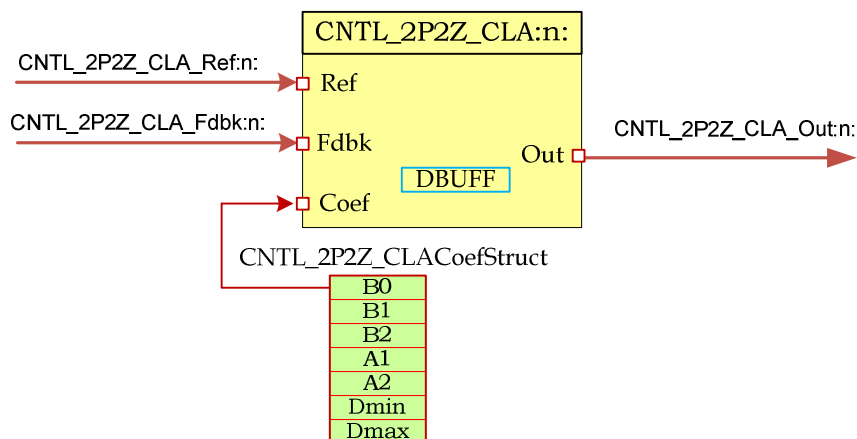 CNTL_2P2Z_CLA:n:
CNTL_2P2Z_CLA_Ref:n:
Ref
CNTL_2P2Z_CLA_Fdbk:n:
Fdbk
CNTL_2P2Z_CLA_Out:n:
Out
DBUFF
Coef
CNTL_2P2Z_CLACoefStruct
B0
B1
B2
A1
A2
Dmin
Dmax